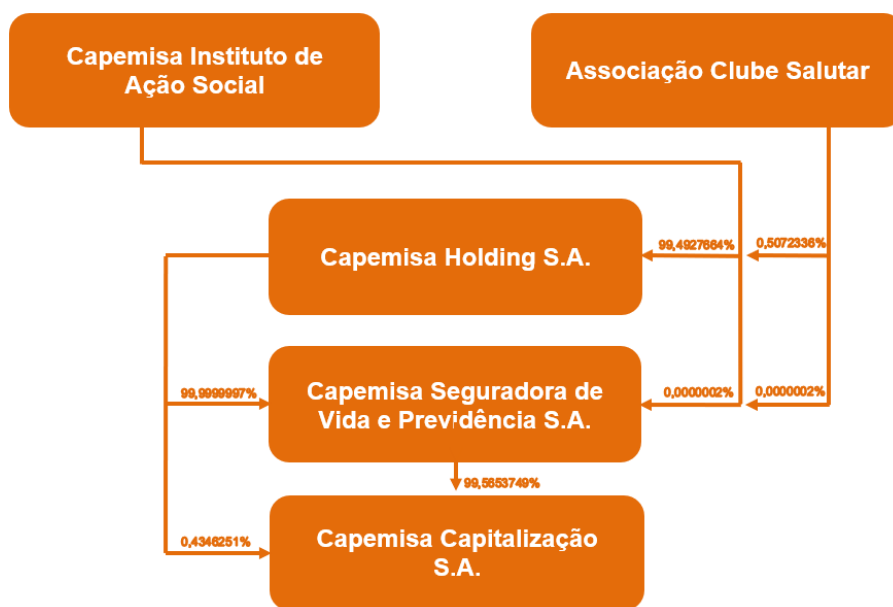 Capemisa Instituto de
Ação Social
Associação Clube Salutar
Capemisa Holding S.A.
99,4927664%
0,5072336%
99,9999997%
Capemisa Seguradora de
Vida e Previdência S.A.
0,0000002%
0,0000002%
99,5653749%
0,4346251%
Capemisa Capitalização
S.A.